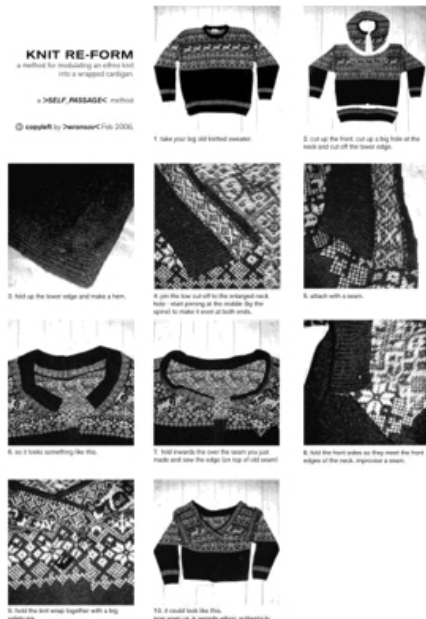 KNIT RE-FORM
a method for modulating an ethno knit
into a wrapped cardigan.
a >SELF_PASSAGE< method
copyleft by >wronsov< Feb 2006.
1. take your big old knitted sweater.
2. cut up the front. cut up a big hole at the
neck and cut off the lower edge.
3. fold up the lower edge and make a hem.
4. pin the low cut-off to the enlarged neck
hole - start pinning at the middle (by the
spine) to make it even at both ends.
5. attach with a seam.
6. so it looks something like this.
7. fold inwards the over the seam you just
made and sew the edge (on top of old seam)
8. fold the front sides so they meet the front
edges of the neck. improvise a seam.
9. hold the knit wrap together with a big
safety pin.
10. it could look like this.